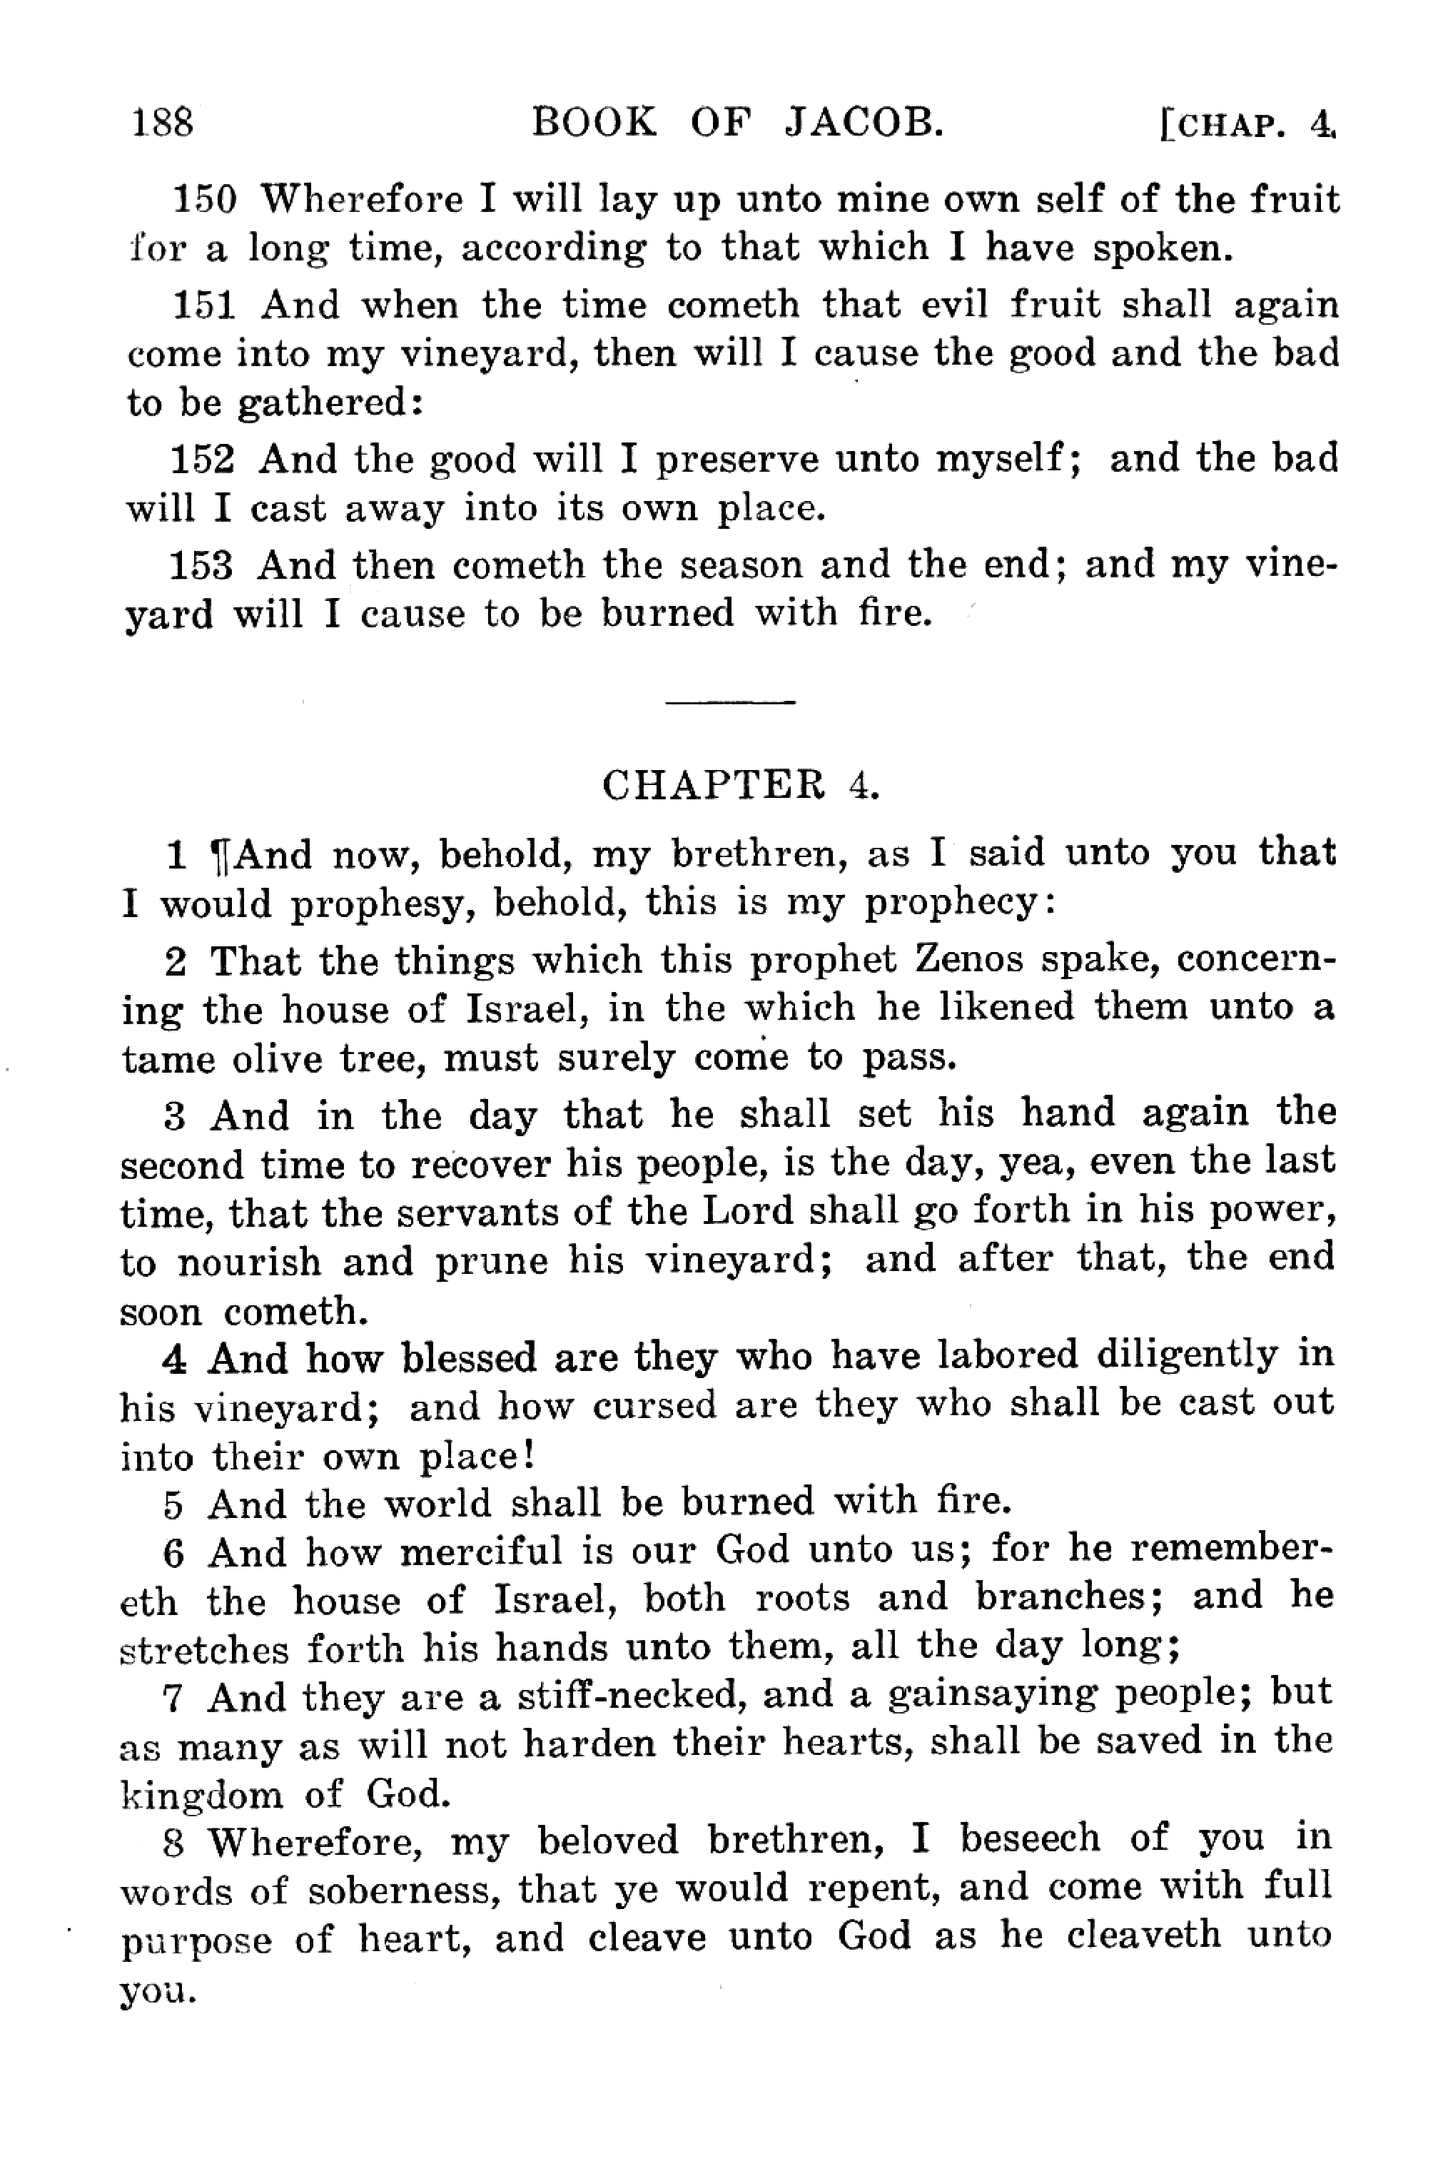 188 BOOK OF JACOB. [CHAP. 4.
150 Wherefore I will lay up unto mine own self of the fruit
for a long time, according to that which I have spoken.
151 And when the time cometh that evil fruit shall again
come into my vineyard, then will I cause the good and the bad
to be gathered:
152 And the good will I preserve unto myself; and the bad
will I cast away into its own place.
153 And then cometh the season and the end; and my vine-
yard will I cause to be burned with fire.
CHAPTER 4.
1 ¶And now, behold, my brethren, as I said unto you that
I would prophesy, behold, this is my prophecy:
2 That the things which this prophet Zenos spake, concern-
ing the house of Israel, in the which he likened them unto a
tame olive tree, must surely come to pass.
3 And in the day that he shall set his hand again the
second time to recover his people, is the day, yea, even the last
time, that the servants of the Lord shall go forth in his power,
to nourish and prune his vineyard; and after that, the end
soon cometh.
4 And how blessed are they who have labored diligently in
his vineyard; and how cursed are they who shall be cast out
into their own place!
5 And the world shall be burned with fire.
6 And how merciful is our God unto us; for he remember-
eth the house of Israel, both roots and branches; and he
stretches forth his hands unto them, all the day long;
7 And they are a stiff-necked, and a gainsaying people; but
as many as will not harden their hearts, shall be saved in the
kingdom of God.
8 Wherefore, my beloved brethren, I beseech of you in
words of soberness, that ye would repent, and come with full
purpose of heart, and cleave unto God as he cleaveth unto
you.